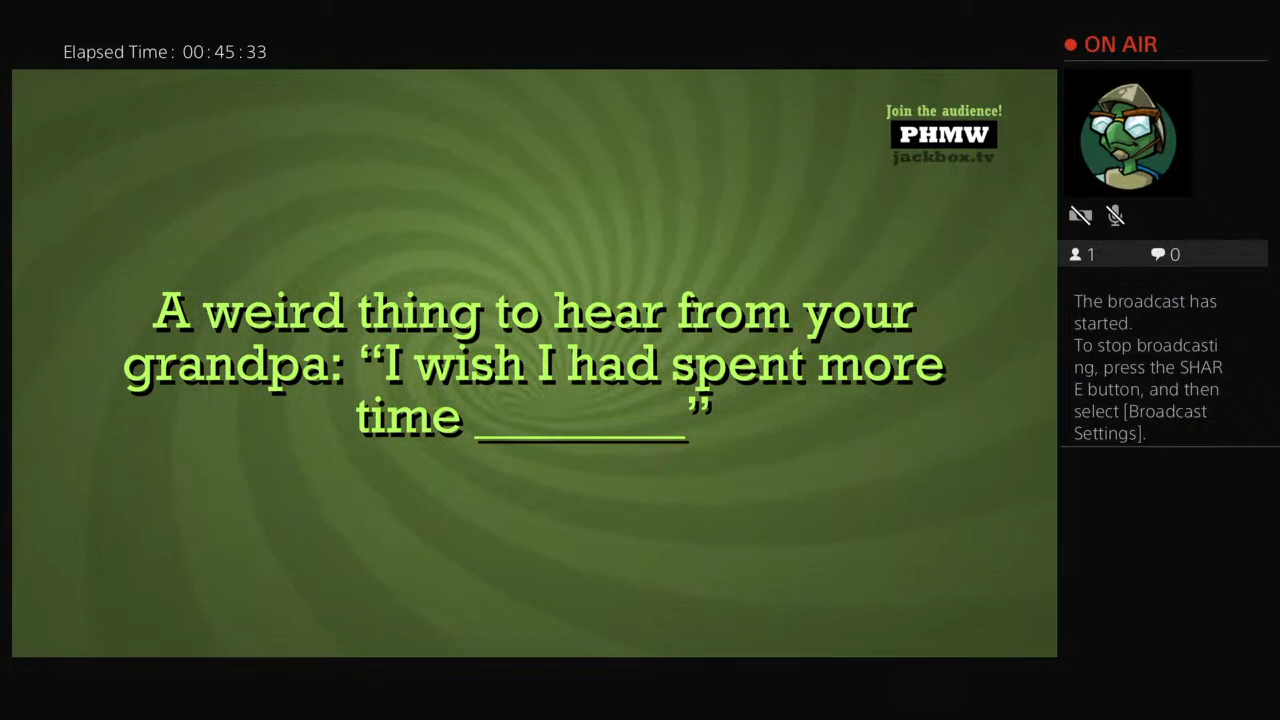 Elapsed Time: 00:45:33
ON AIR
Join the audience!
PHMW
jackbox.tv
A weird thing to hear from your
grandpa: “I wish I had spent more
time ________”
1
0
The broadcast has
started.
To stop broadcasti
ng, press the SHAR
E button, and then
select [Broadcast
Settings].